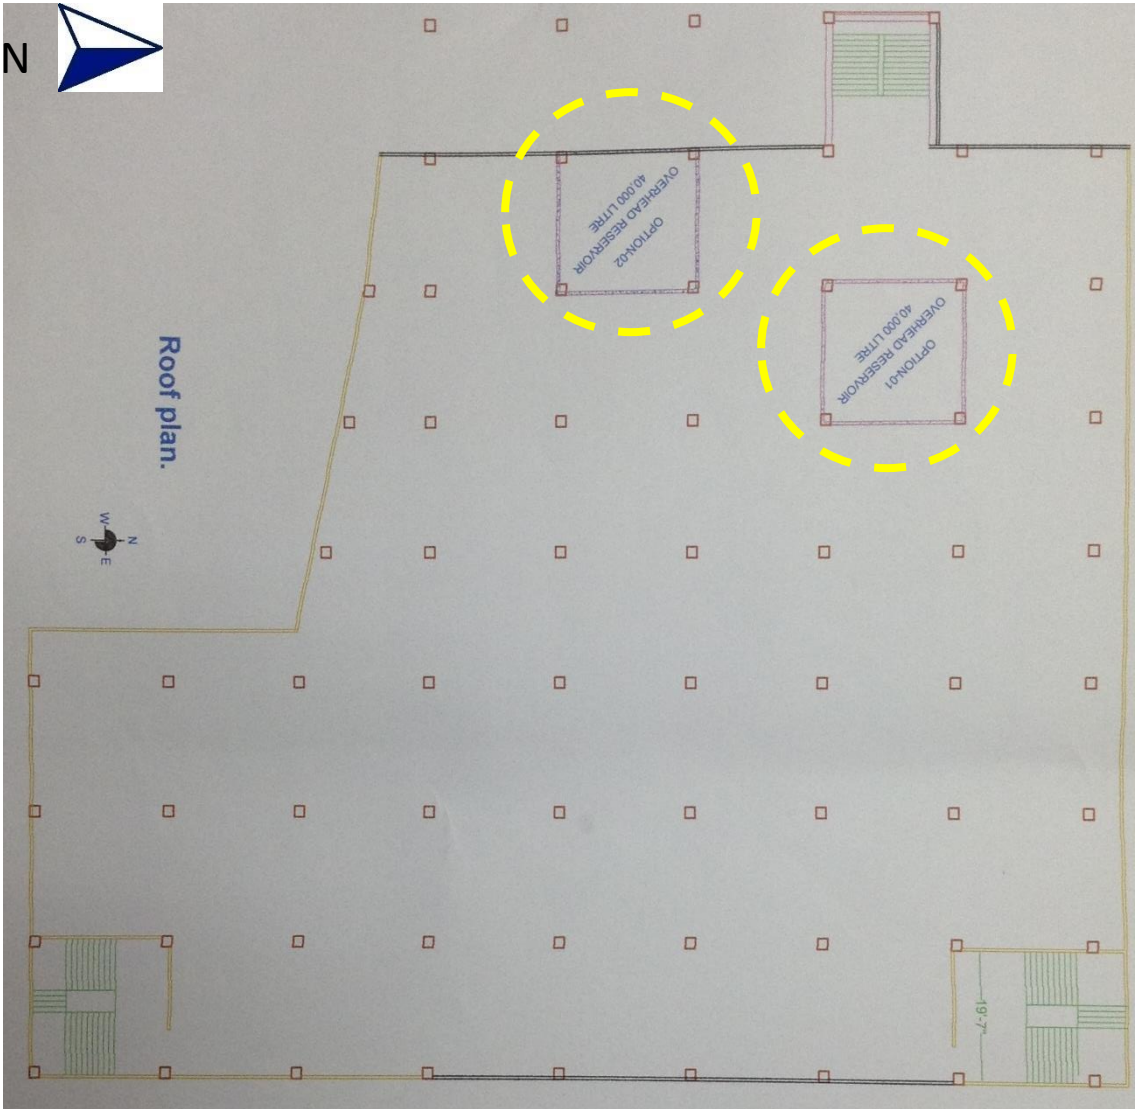 N
OPTION-02
OVERHEAD RESERVOIR
40,000 LITRE
OPTION-01
OVERHEAD RESERVOIR
40,000 LITRE
Roof plan.
W
N
S
E
19'-7"